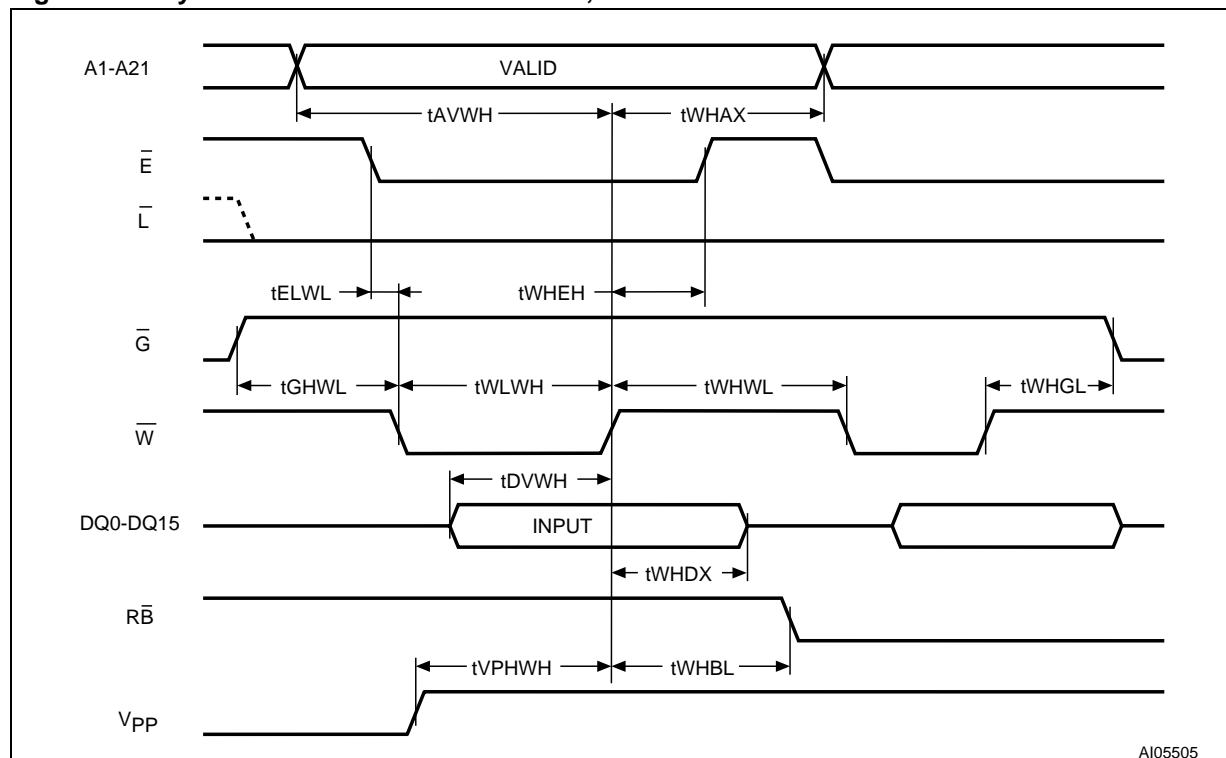 A1-A21
VALID
tAVWH
tWHAX
E̅
L̅
tELWL
tWHEH
G̅
tGHWL
tWLWH
tWHWL
tWHGL
W̅
tDVWH
DQ0-DQ15
INPUT
tWHDX
RB̅
tVPHWH
tWHBL
VPP
AI05505